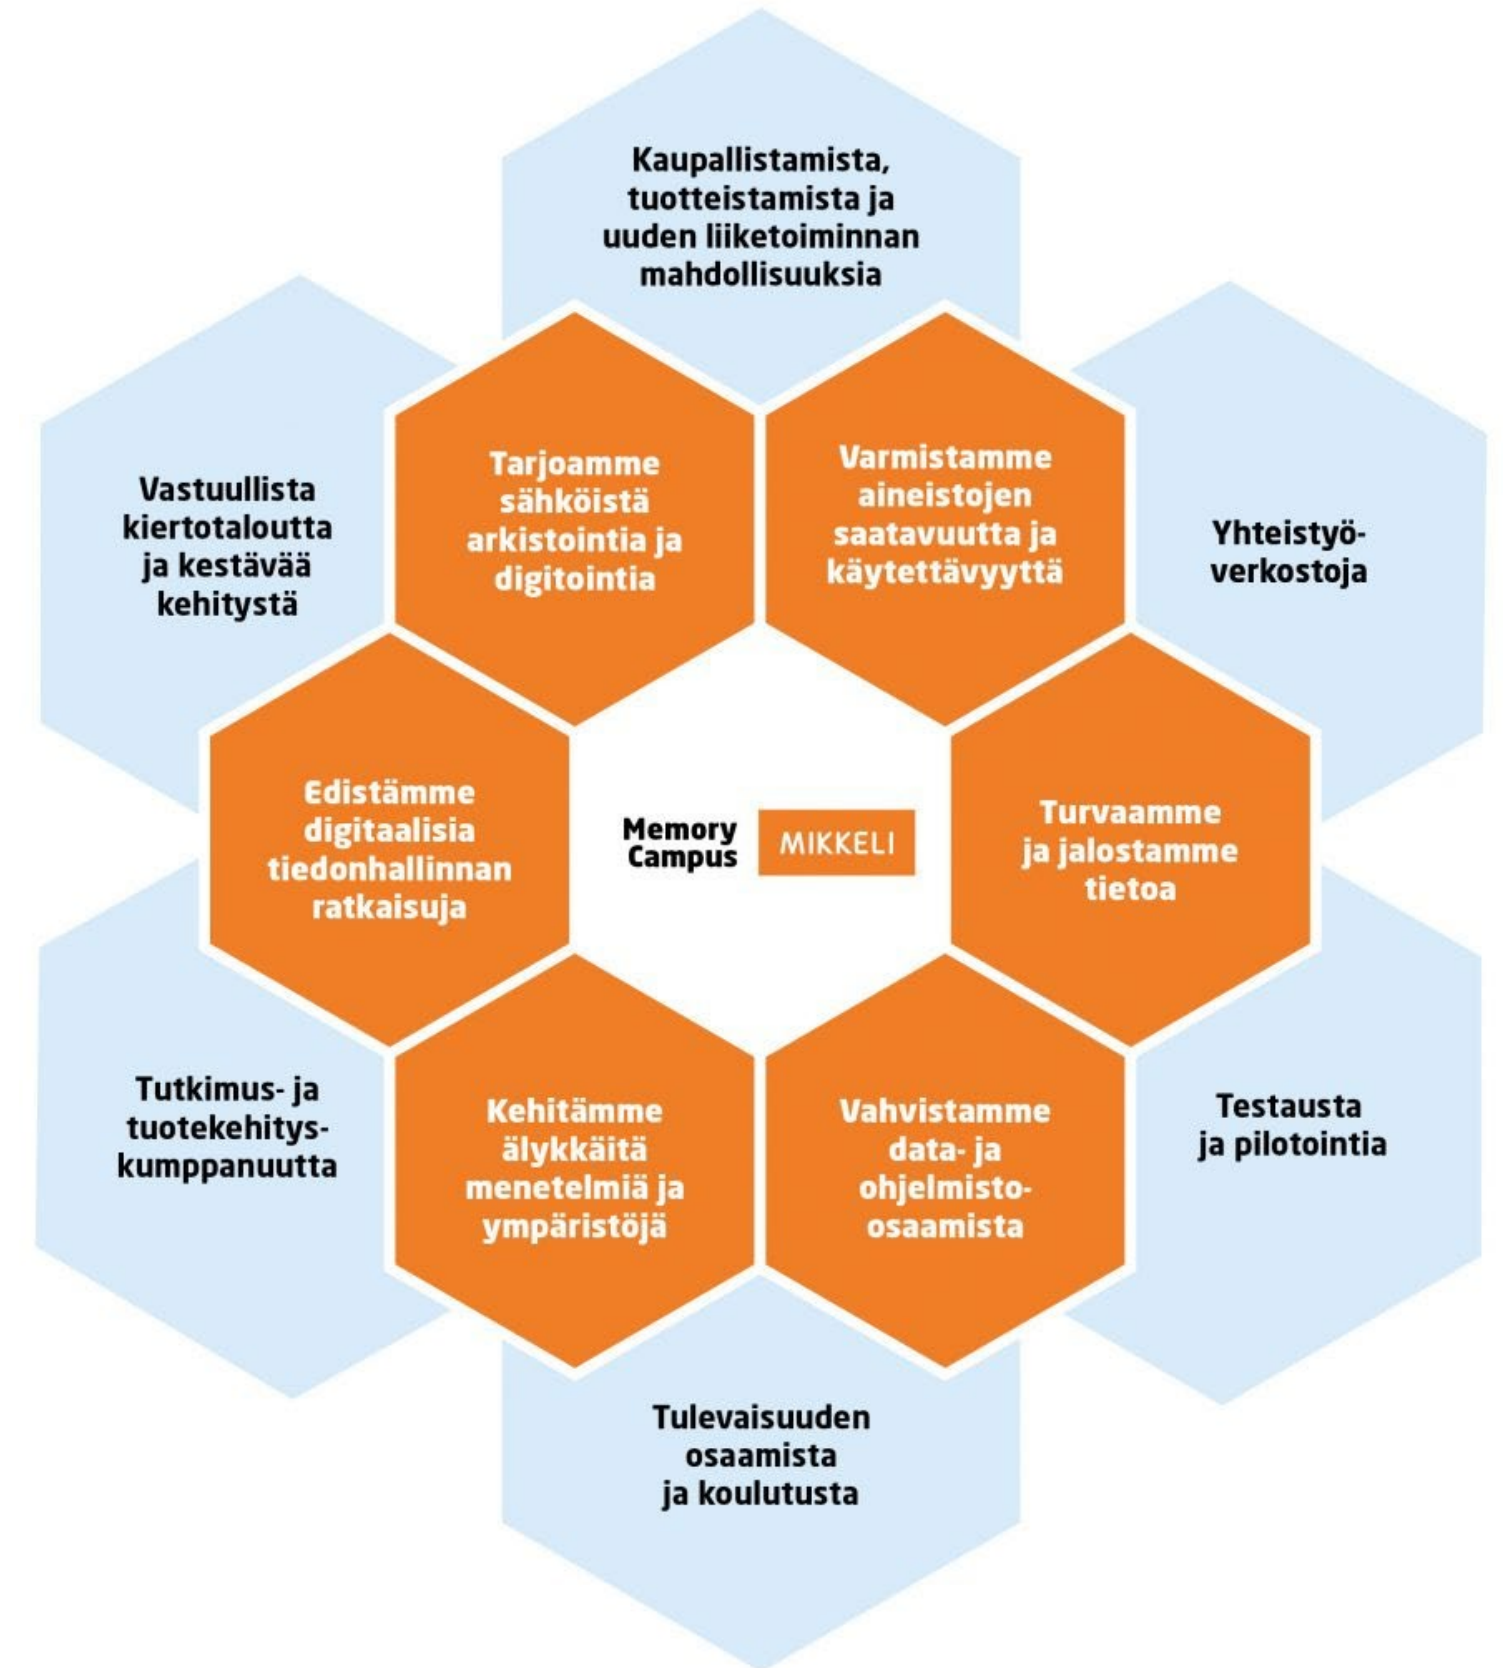 Kaupallistamista,
tuotteistamista ja
uuden liiketoiminnan
mahdollisuuksia
Vastuullista
kiertotaloutta
ja kestävää
kehitystä
Tarjoamme
sähköistä
arkistointia ja
digitointia
Varmistamme
aineistojen
saatavuutta ja
käytettävyyttä
Yhteistyö-
verkostoja
Edistämme
digitaalisia
tiedonhallinnan
ratkaisuja
Memory
Campus
MIKKELI
Turvaamme
ja jalostamme
tietoa
Tutkimus- ja
tuotekehitys-
kumppanuutta
Kehitämme
älykkäitä
menetelmiä ja
ympäristöjä
Vahvistamme
data- ja
ohjelmisto-
osaamista
Testausta
ja pilotointia
Tulevaisuuden
osaamista
ja koulutusta